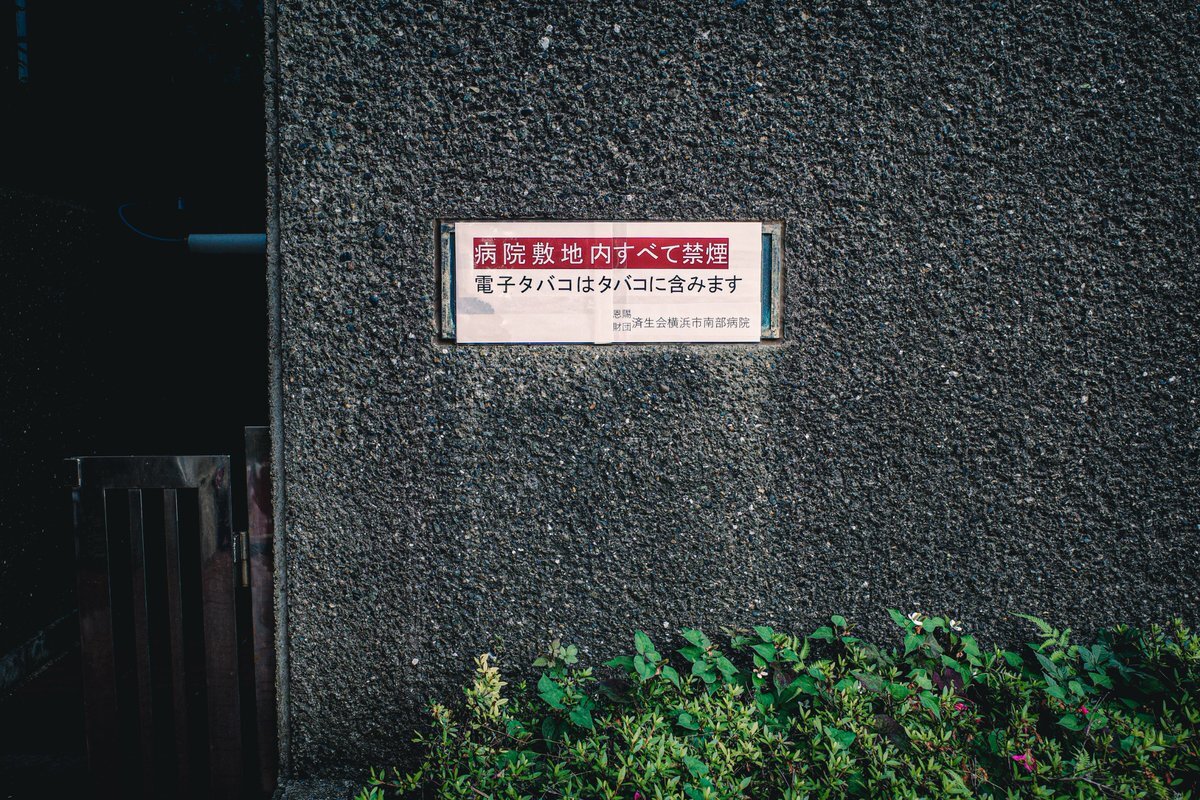 病院敷地内すべて禁煙
電子タバコはタバコに含みます
恩賜
財団済生会横浜市南部病院